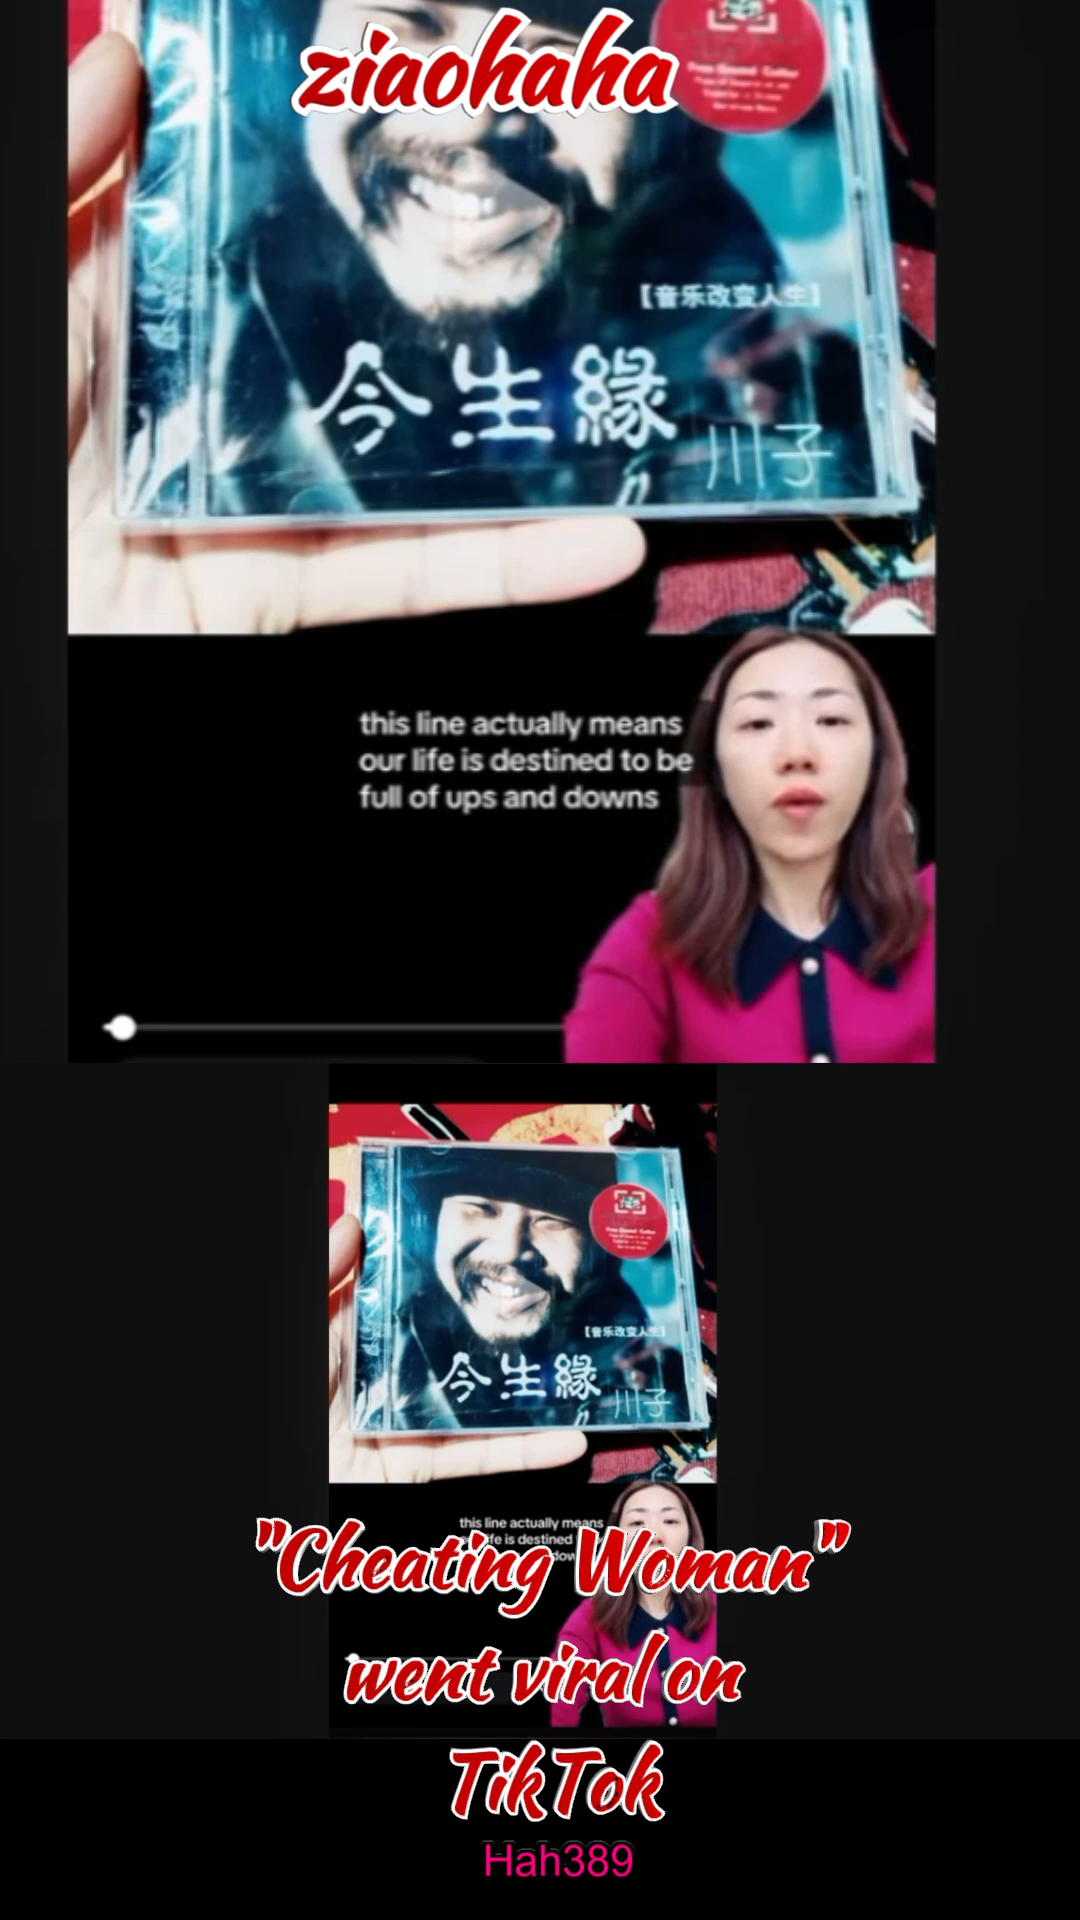 ziaohaha
【音乐改变人生】
今生緣
川子
this line actually means
our life is destined to be
full of ups and downs
【音乐改变人生】
今生緣
川子
this line actually means
"Cheating Woman"
went viral on
TikTok
Hah389